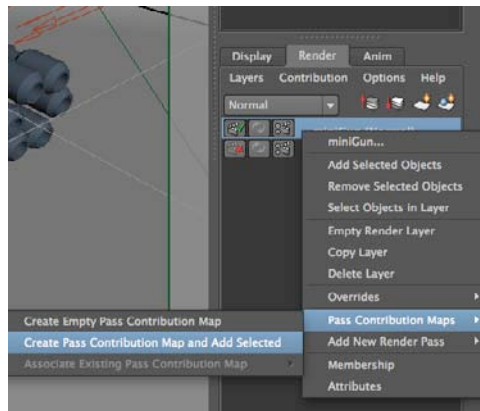 Display Render Anim
Layers Contribution Options Help
Normal
miniGun...
Add Selected Objects
Remove Selected Objects
Select Objects in Layer
Empty Render Layer
Copy Layer
Delete Layer
Overrides
Pass Contribution Maps
Add New Render Pass
Membership
Attributes
Create Empty Pass Contribution Map
Create Pass Contribution Map and Add Selected
Associate Existing Pass Contribution Map